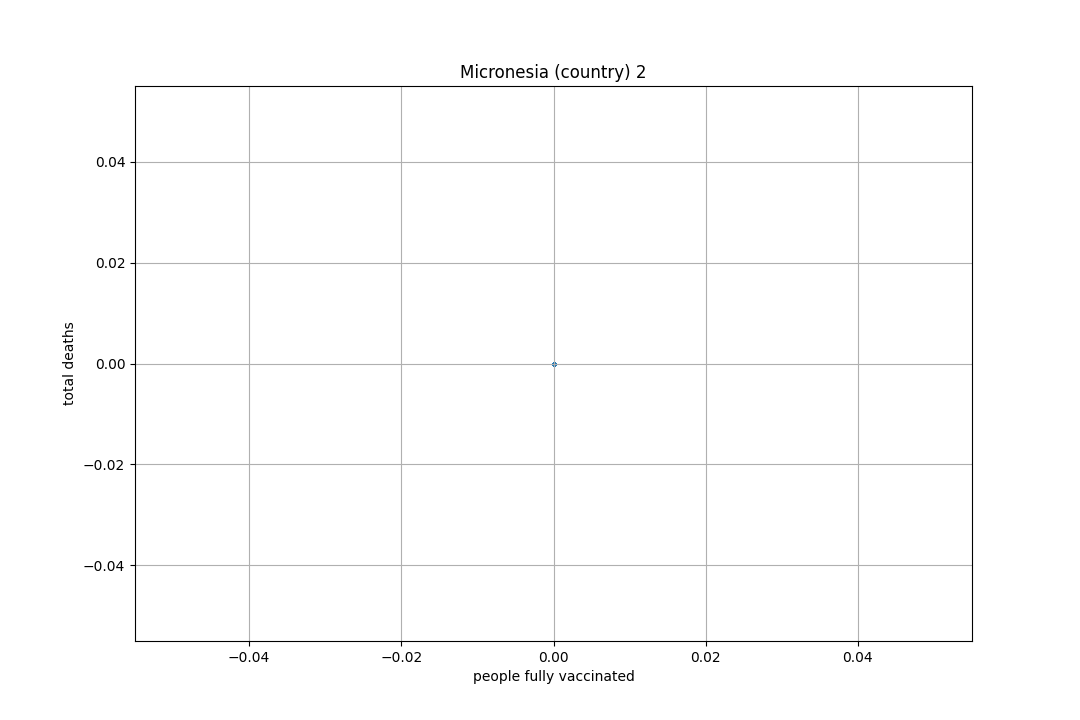 Micronesia (country) 2
0.04
0.02
0.00
−0.02
−0.04
total deaths
−0.04 −0.02 0.00 0.02 0.04
people fully vaccinated